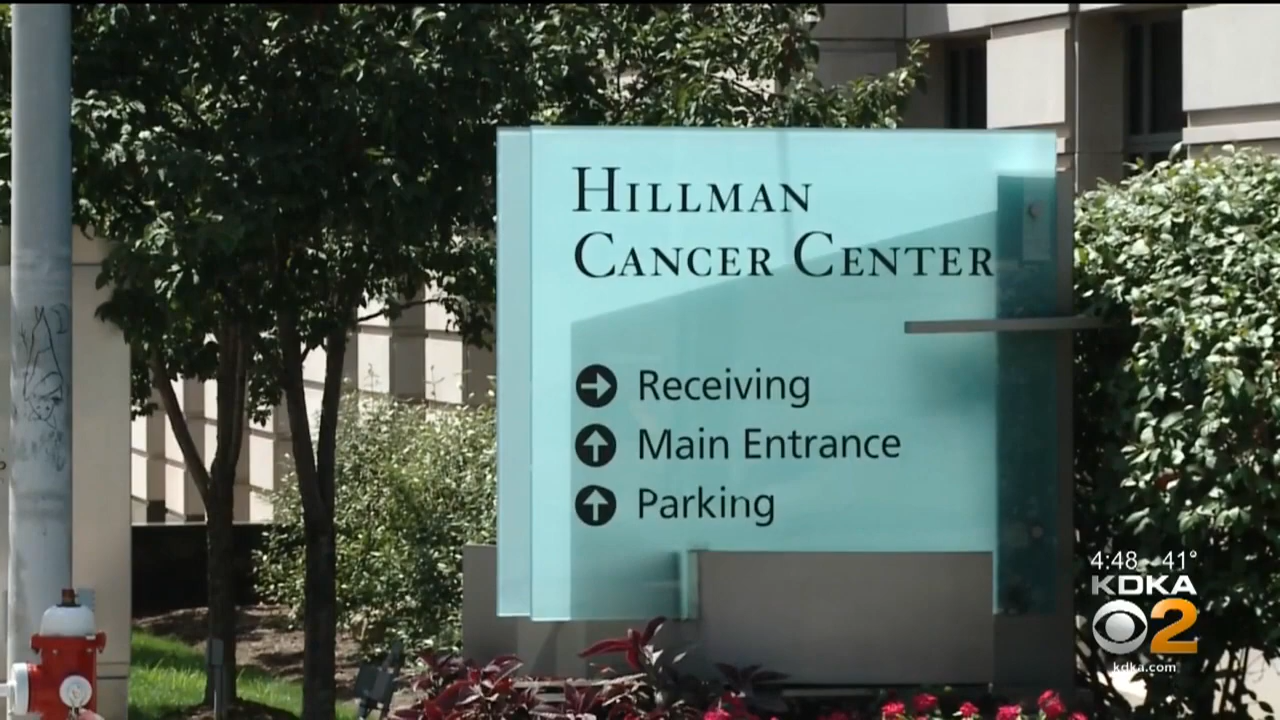 HILLMAN
CANCER CENTER
Receiving
Main Entrance
Parking
4:48 41°
KDKA
2
kdka.com